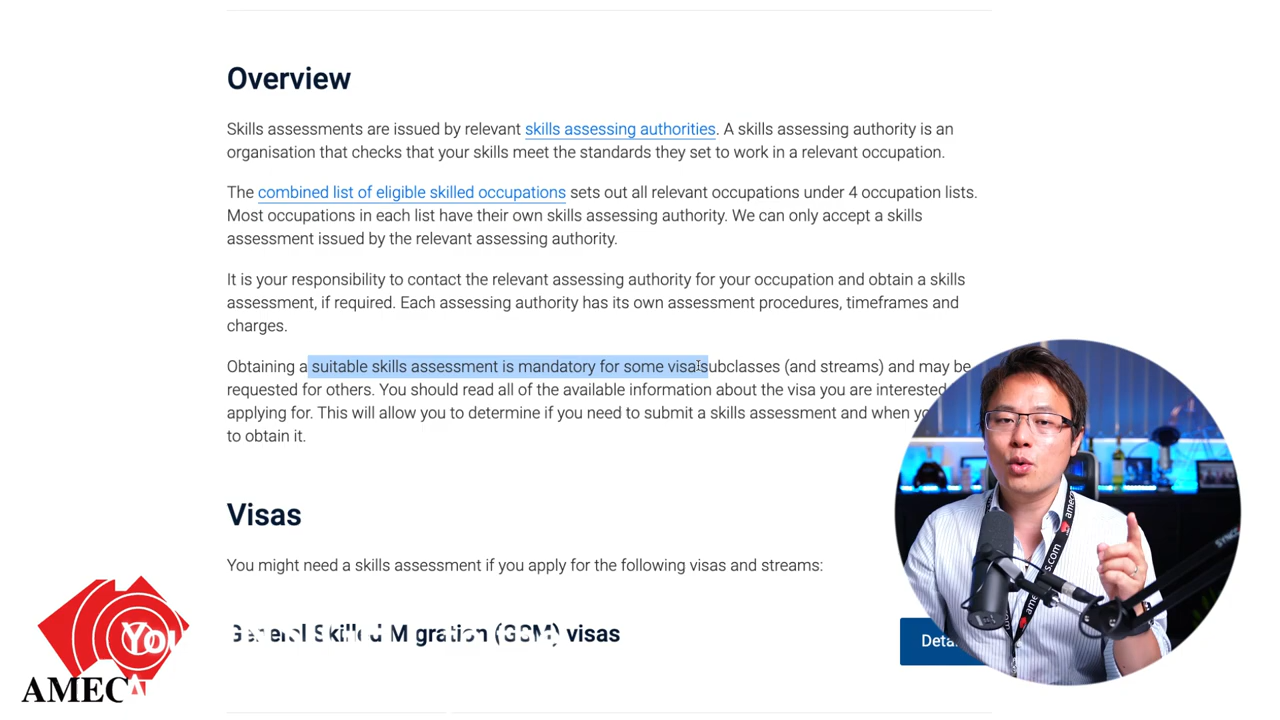 Overview
Skills assessments are issued by relevant skills assessing authorities. A skills assessing authority is an
organisation that checks that your skills meet the standards they set to work in a relevant occupation.
The combined list of eligible skilled occupations sets out all relevant occupations under 4 occupation lists.
Most occupations in each list have their own skills assessing authority. We can only accept a skills
assessment issued by the relevant assessing authority.
It is your responsibility to contact the relevant assessing authority for your occupation and obtain a skills
assessment, if required. Each assessing authority has its own assessment procedures, timeframes and
charges.
Obtaining a suitable skills assessment is mandatory for some visa subclasses (and streams) and may be
requested for others. You should read all of the available information about the visa you are interested
applying for. This will allow you to determine if you need to submit a skills assessment and when
to obtain it.
Visas
You might need a skills assessment if you apply for the following visas and streams:
General Skilled Migration (GSM) visas
AMEC